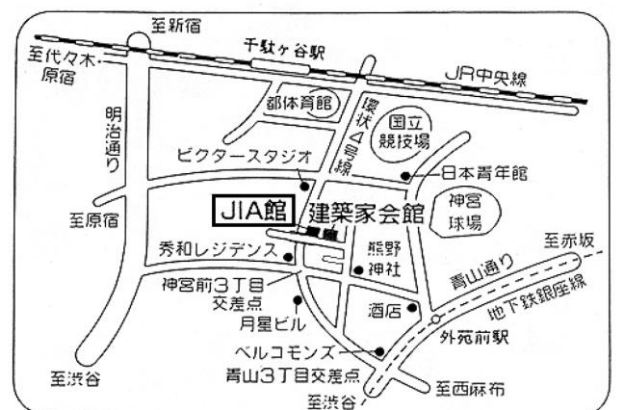 至新宿
千駄ヶ谷駅
至代々木・
原宿
JR中央線
都体育館
環状4号線
国立
競技場
明治通り
ビクタースタジオ
日本青年館
JIA館
建築家会館
神宮
球場
至原宿
秀和レジデンス
熊野
神社
至赤坂
青山通り
地下鉄銀座線
神宮前3丁目
交差点
月星ビル
酒店
外苑前駅
ベルコモンズ
青山3丁目交差点
至渋谷
至西麻布
至渋谷